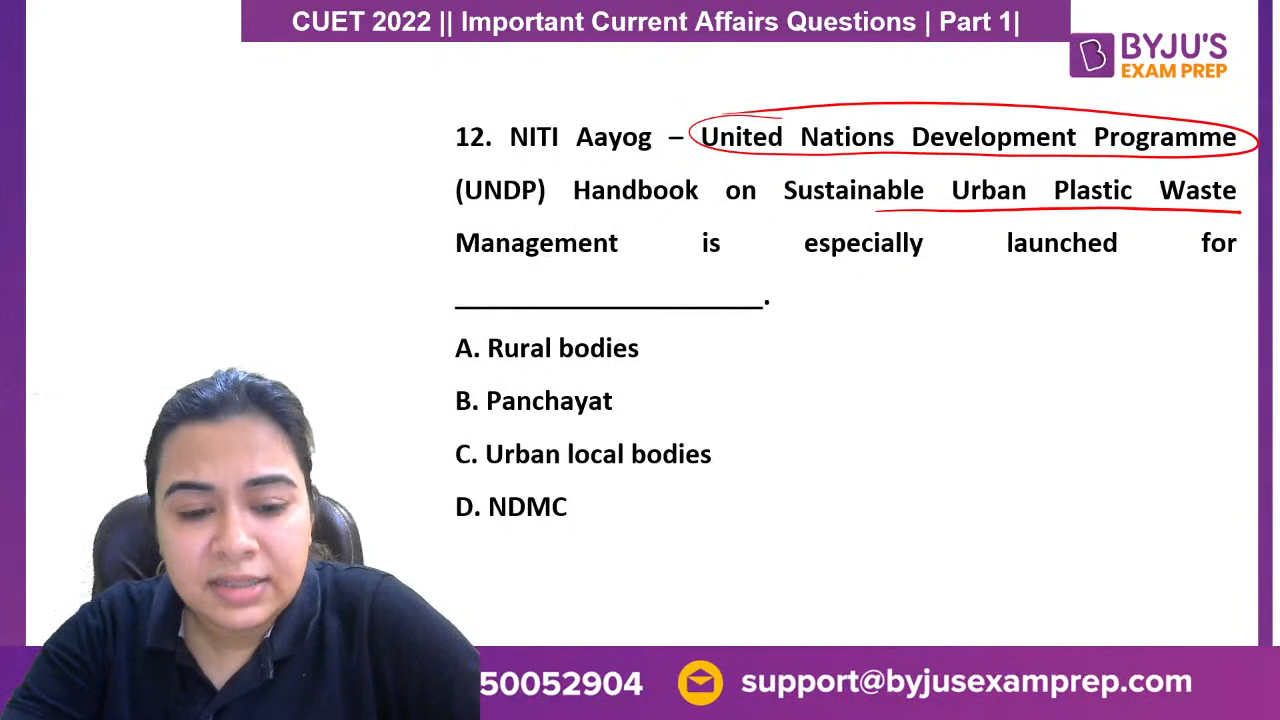 CUET 2022 || Important Current Affairs Questions | Part 1|
BYJU'S
EXAM PREP
12. NITI Aayog – United Nations Development Programme
(UNDP) Handbook on Sustainable Urban Plastic Waste
Management is especially launched for
______________________.
A. Rural bodies
B. Panchayat
C. Urban local bodies
D. NDMC
50052904 support@byjusexamprep.com